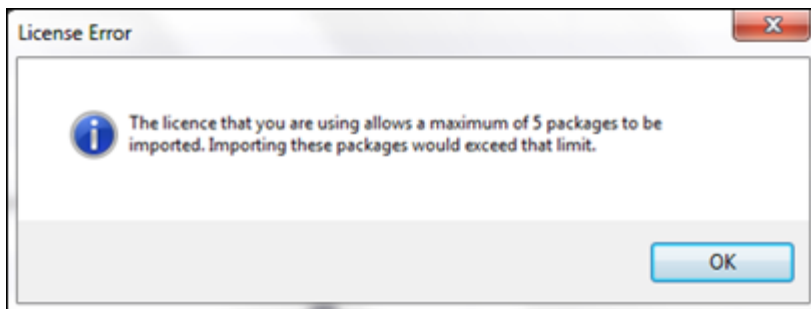 License Error
The licence that you are using allows a maximum of 5 packages to be
imported. Importing these packages would exceed that limit.
OK